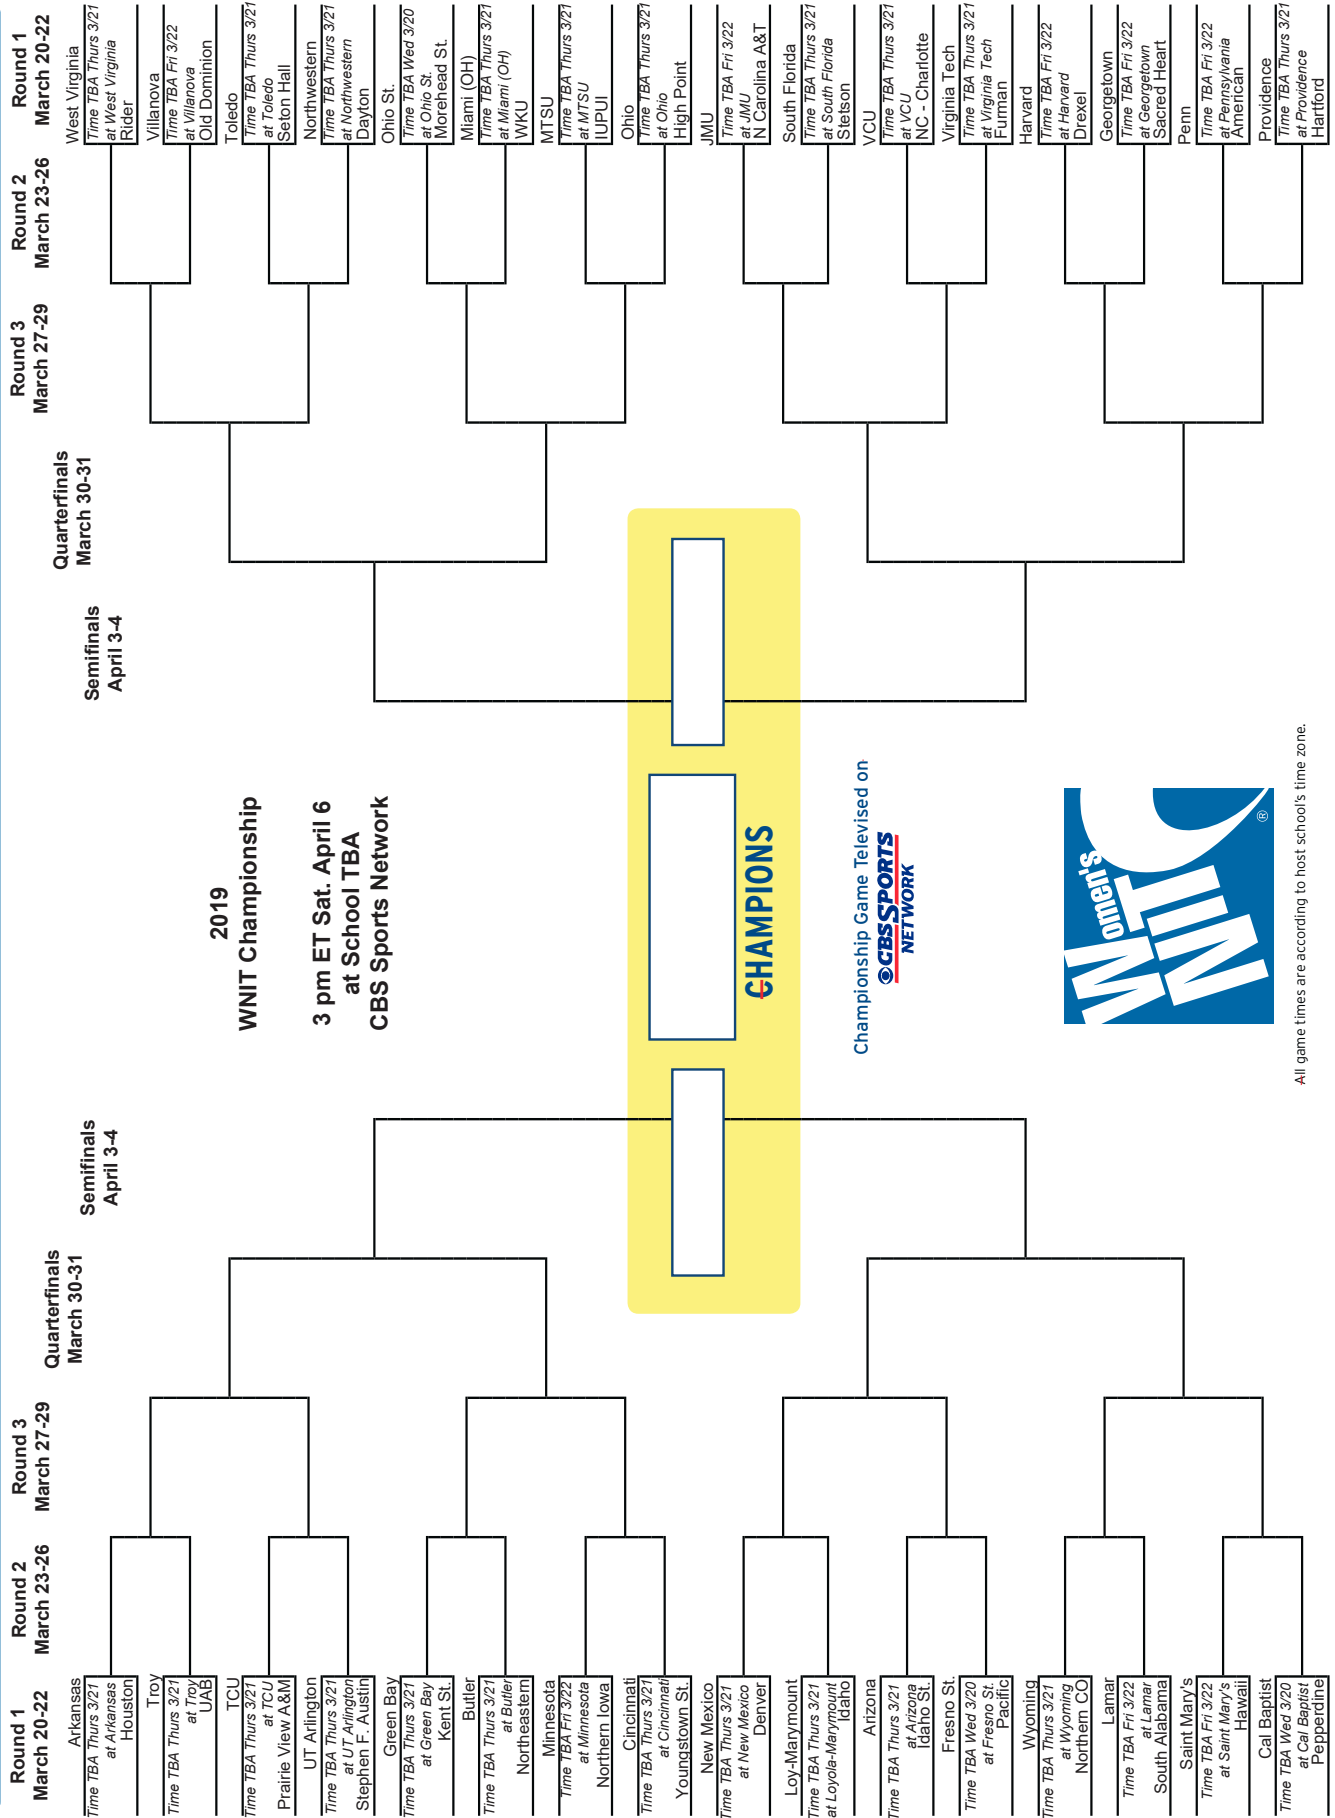 Round 1
March 20-22
Round 2
March 23-26
Round 3
March 27-29
Quarterfinals
March 30-31
Semifinals
April 3-4
Semifinals
April 3-4
Quarterfinals
March 30-31
Round 3
March 27-29
Round 2
March 23-26
Round 1
March 20-22
Arkansas
Time TBA Thurs 3/21
at Arkansas
Houston
Troy
Time TBA Thurs 3/21
at Troy
UAB
TCU
Time TBA Thurs 3/21
at TCU
Prairie View A&M
UT Arlington
Time TBA Thurs 3/21
at UT Arlington
Stephen F. Austin
Green Bay
Time TBA Thurs 3/21
at Green Bay
Kent St.
Butler
Time TBA Thurs 3/21
at Butler
Northeastern
Minnesota
Time TBA Fri 3/22
at Minnesota
Northern Iowa
Cincinnati
Time TBA Thurs 3/21
at Cincinnati
Youngstown St.
New Mexico
Time TBA Thurs 3/21
at New Mexico
Denver
Loy-Marymount
Time TBA Thurs 3/21
at Loyola-Marymount
Idaho
Arizona
Time TBA Thurs 3/21
at Arizona
Idaho St.
Fresno St.
Time TBA Wed 3/20
at Fresno St.
Pacific
Wyoming
Time TBA Thurs 3/21
at Wyoming
Northern CO
Lamar
Time TBA Fri 3/22
at Lamar
South Alabama
Saint Mary's
Time TBA Fri 3/22
at Saint Mary's
Hawaii
Cal Baptist
Time TBA Wed 3/20
at Cal Baptist
Pepperdine
2019
WNIT Championship
3 pm ET Sat. April 6
at School TBA
CBS Sports Network
CHAMPIONS
Championship Game Televised on
CBS SPORTS
NETWORK
Women's
NIT
®
All game times are according to host school's time zone.
West Virginia
Time TBA Thurs 3/21
at West Virginia
Rider
Villanova
Time TBA Fri 3/22
at Villanova
Old Dominion
Toledo
Time TBA Thurs 3/21
at Toledo
Seton Hall
Northwestern
Time TBA Thurs 3/21
at Northwestern
Dayton
Ohio St.
Time TBA Wed 3/20
at Ohio St.
Morehead St.
Miami (OH)
Time TBA Thurs 3/21
at Miami (OH)
WKU
MTSU
Time TBA Thurs 3/21
at MTSU
IUPUI
Ohio
Time TBA Thurs 3/21
at Ohio
High Point
JMU
Time TBA Fri 3/22
at JMU
N Carolina A&T
South Florida
Time TBA Thurs 3/21
at South Florida
Stetson
VCU
Time TBA Thurs 3/21
at VCU
NC - Charlotte
Virginia Tech
Time TBA Thurs 3/21
at Virginia Tech
Furman
Harvard
Time TBA Fri 3/22
at Harvard
Drexel
Georgetown
Time TBA Fri 3/22
at Georgetown
Sacred Heart
Penn
Time TBA Fri 3/22
at Pennsylvania
American
Providence
Time TBA Thurs 3/21
at Providence
Hartford